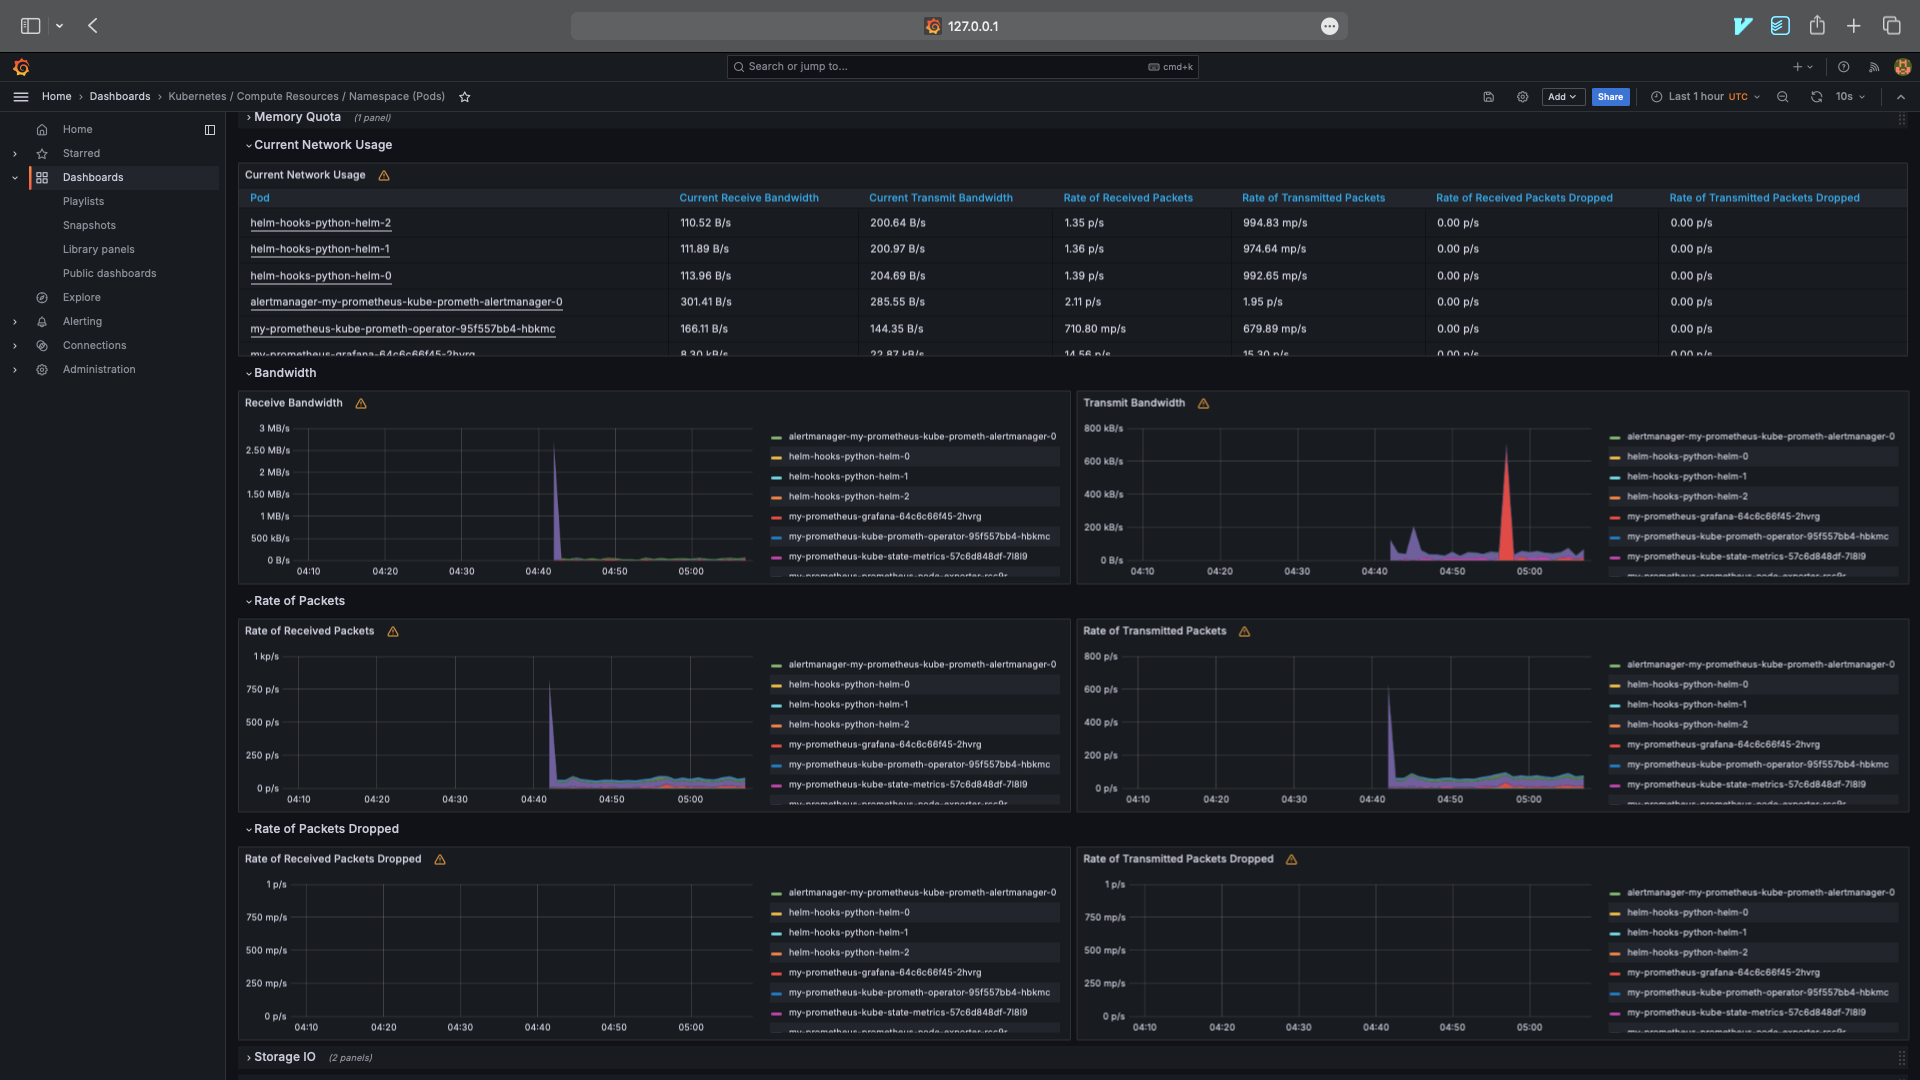 127.0.0.1
Search or jump to...
cmd+k
Home › Dashboards › Kubernetes / Compute Resources / Namespace (Pods)
Add
Share
Last 1 hour UTC
10s
Home
Starred
Dashboards
Playlists
Snapshots
Library panels
Public dashboards
Explore
Alerting
Connections
Administration
Memory Quota (1 panel)
Current Network Usage
Current Network Usage
Pod Current Receive Bandwidth Current Transmit Bandwidth Rate of Received Packets Rate of Transmitted Packets Rate of Received Packets Dropped Rate of Transmitted Packets Dropped
helm-hooks-python-helm-2 110.52 B/s 200.64 B/s 1.35 p/s 994.83 mp/s 0.00 p/s 0.00 p/s
helm-hooks-python-helm-1 111.89 B/s 200.97 B/s 1.36 p/s 974.64 mp/s 0.00 p/s 0.00 p/s
helm-hooks-python-helm-0 113.96 B/s 204.69 B/s 1.39 p/s 992.65 mp/s 0.00 p/s 0.00 p/s
alertmanager-my-prometheus-kube-prometh-alertmanager-0 301.41 B/s 285.55 B/s 2.11 p/s 1.95 p/s 0.00 p/s 0.00 p/s
my-prometheus-kube-prometh-operator-95f557bb4-hbkmc 166.11 B/s 144.35 B/s 710.80 mp/s 679.89 mp/s 0.00 p/s 0.00 p/s
my-prometheus-grafana-64c6c66f45-2hvrg 8.30 kB/s 22.87 kB/s 14.56 p/s 15.30 p/s 0.00 p/s 0.00 p/s
Bandwidth
Receive Bandwidth
3 MB/s
2.50 MB/s
2 MB/s
1.50 MB/s
1 MB/s
500 kB/s
0 B/s
04:10 04:20 04:30 04:40 04:50 05:00
alertmanager-my-prometheus-kube-prometh-alertmanager-0
helm-hooks-python-helm-0
helm-hooks-python-helm-1
helm-hooks-python-helm-2
my-prometheus-grafana-64c6c66f45-2hvrg
my-prometheus-kube-prometh-operator-95f557bb4-hbkmc
my-prometheus-kube-state-metrics-57c6d848df-7l8l9
Transmit Bandwidth
800 kB/s
600 kB/s
400 kB/s
200 kB/s
0 B/s
04:10 04:20 04:30 04:40 04:50 05:00
alertmanager-my-prometheus-kube-prometh-alertmanager-0
helm-hooks-python-helm-0
helm-hooks-python-helm-1
helm-hooks-python-helm-2
my-prometheus-grafana-64c6c66f45-2hvrg
my-prometheus-kube-prometh-operator-95f557bb4-hbkmc
my-prometheus-kube-state-metrics-57c6d848df-7l8l9
Rate of Packets
Rate of Received Packets
1 kp/s
750 p/s
500 p/s
250 p/s
0 p/s
04:10 04:20 04:30 04:40 04:50 05:00
alertmanager-my-prometheus-kube-prometh-alertmanager-0
helm-hooks-python-helm-0
helm-hooks-python-helm-1
helm-hooks-python-helm-2
my-prometheus-grafana-64c6c66f45-2hvrg
my-prometheus-kube-prometh-operator-95f557bb4-hbkmc
my-prometheus-kube-state-metrics-57c6d848df-7l8l9
Rate of Transmitted Packets
800 p/s
600 p/s
400 p/s
200 p/s
0 p/s
04:10 04:20 04:30 04:40 04:50 05:00
alertmanager-my-prometheus-kube-prometh-alertmanager-0
helm-hooks-python-helm-0
helm-hooks-python-helm-1
helm-hooks-python-helm-2
my-prometheus-grafana-64c6c66f45-2hvrg
my-prometheus-kube-prometh-operator-95f557bb4-hbkmc
my-prometheus-kube-state-metrics-57c6d848df-7l8l9
Rate of Packets Dropped
Rate of Received Packets Dropped
1 p/s
750 mp/s
500 mp/s
250 mp/s
0 p/s
04:10 04:20 04:30 04:40 04:50 05:00
alertmanager-my-prometheus-kube-prometh-alertmanager-0
helm-hooks-python-helm-0
helm-hooks-python-helm-1
helm-hooks-python-helm-2
my-prometheus-grafana-64c6c66f45-2hvrg
my-prometheus-kube-prometh-operator-95f557bb4-hbkmc
my-prometheus-kube-state-metrics-57c6d848df-7l8l9
Rate of Transmitted Packets Dropped
1 p/s
750 mp/s
500 mp/s
250 mp/s
0 p/s
04:10 04:20 04:30 04:40 04:50 05:00
alertmanager-my-prometheus-kube-prometh-alertmanager-0
helm-hooks-python-helm-0
helm-hooks-python-helm-1
helm-hooks-python-helm-2
my-prometheus-grafana-64c6c66f45-2hvrg
my-prometheus-kube-prometh-operator-95f557bb4-hbkmc
my-prometheus-kube-state-metrics-57c6d848df-7l8l9
Storage IO (2 panels)